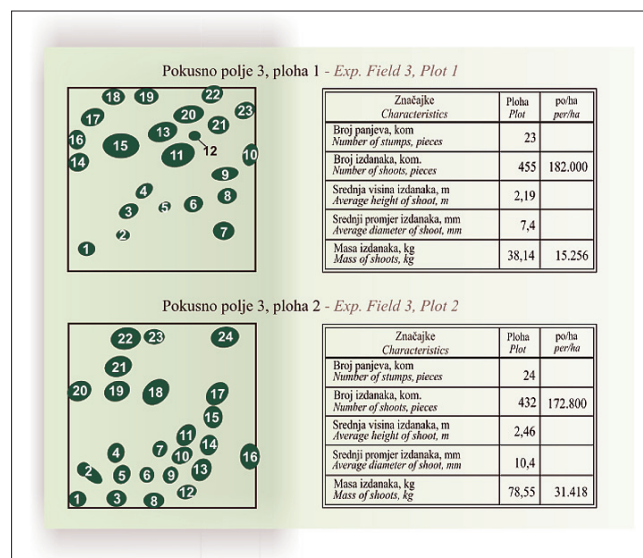 Pokusno polje 3, ploha 1 - Exp. Field 3, Plot 1
18 19 22
17 20 23
16 13 21
15 12
14 11 10
9
4 8
3 5 6
2 7
1
Značajke Ploha po/ha
Characteristics Plot per/ha
Broj panjeva, kom
Number of stumps, pieces 23
Broj izdanaka, kom.
Number of shoots, pieces 455 182.000
Srednja visina izdanaka, m
Average height of shoot, m 2,19
Srednji promjer izdanaka, mm
Average diameter of shoot, mm 7,4
Masa izdanaka, kg
Mass of shoots, kg 38,14 15.256
Pokusno polje 3, ploha 2 - Exp. Field 3, Plot 2
22 23 24
21
20 19 18 17
15
11
4 7 10 14 16
2 5 6 9 13
1 3 8 12
Značajke Ploha po/ha
Characteristics Plot per/ha
Broj panjeva, kom
Number of stumps, pieces 24
Broj izdanaka, kom.
Number of shoots, pieces 432 172.800
Srednja visina izdanaka, m
Average height of shoot, m 2,46
Srednji promjer izdanaka, mm
Average diameter of shoot, mm 10,4
Masa izdanaka, kg
Mass of shoots, kg 78,55 31.418